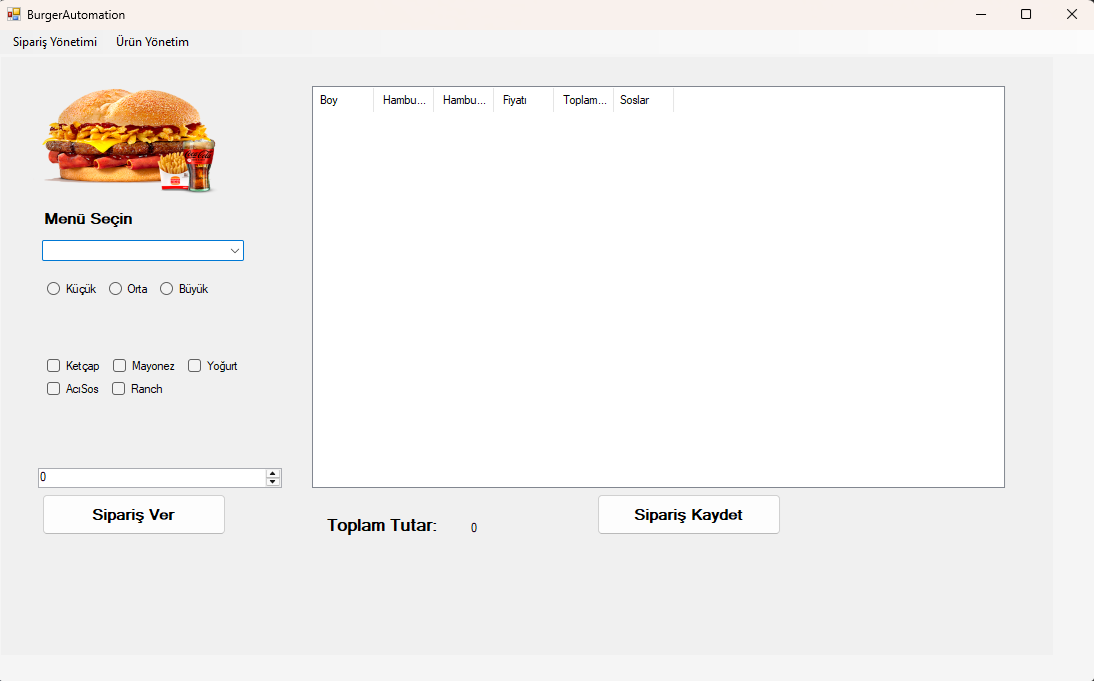 BurgerAutomation
Sipariş Yönetimi Ürün Yönetim
Boy Hambu... Hambu... Fiyatı Toplam... Soslar
Menü Seçin
Küçük Orta Büyük
Ketçap Mayonez Yoğurt
AcıSos Ranch
0
Sipariş Ver
Toplam Tutar: 0
Sipariş Kaydet